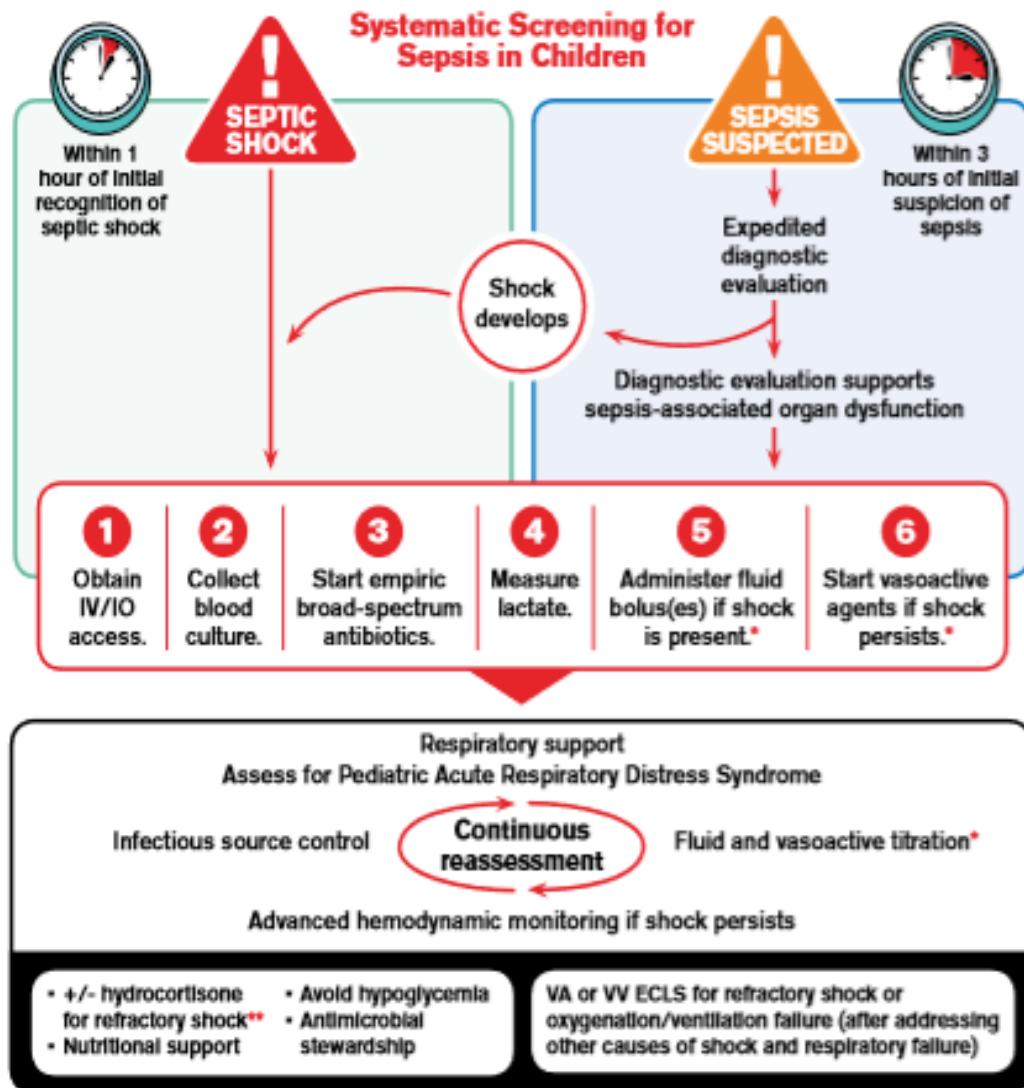 Systematic Screening for
Sepsis in Children
!
SEPTIC
SHOCK
!
SEPSIS
SUSPECTED
Within 1
hour of initial
recognition of
septic shock
Within 3
hours of initial
suspicion of
sepsis
Expedited
diagnostic
evaluation
Shock
develops
Diagnostic evaluation supports
sepsis-associated organ dysfunction
1
Obtain
IV/IO
access.
2
Collect
blood
culture.
3
Start empiric
broad-spectrum
antibiotics.
4
Measure
lactate.
5
Administer fluid
bolus(es) if shock
is present.*
6
Start vasoactive
agents if shock
persists.*
Respiratory support
Assess for Pediatric Acute Respiratory Distress Syndrome
Infectious source control
Continuous
reassessment
Fluid and vasoactive titration*
Advanced hemodynamic monitoring if shock persists
• +/- hydrocortisone
for refractory shock**
• Nutritional support
• Avoid hypoglycemia
• Antimicrobial
stewardship
VA or VV ECLS for refractory shock or
oxygenation/ventilation failure (after addressing
other causes of shock and respiratory failure)